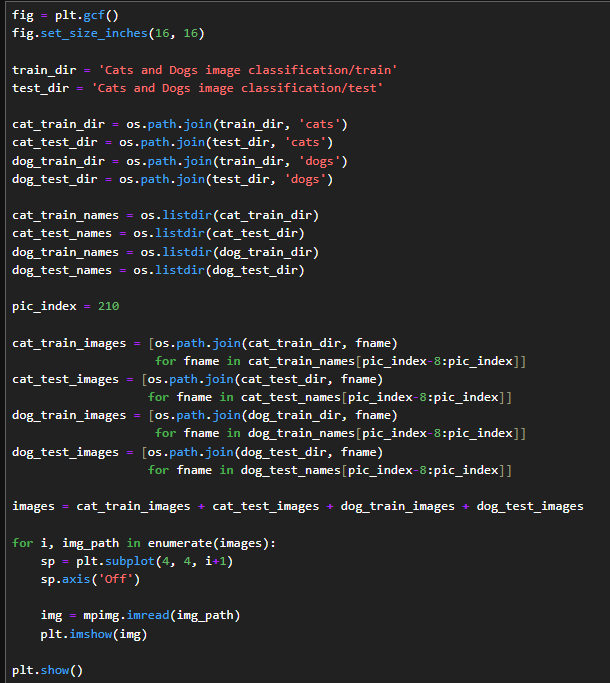 fig = plt.gcf()
fig.set_size_inches(16, 16)
train_dir = 'Cats and Dogs image classification/train'
test_dir = 'Cats and Dogs image classification/test'
cat_train_dir = os.path.join(train_dir, 'cats')
cat_test_dir = os.path.join(test_dir, 'cats')
dog_train_dir = os.path.join(train_dir, 'dogs')
dog_test_dir = os.path.join(test_dir, 'dogs')
cat_train_names = os.listdir(cat_train_dir)
cat_test_names = os.listdir(cat_test_dir)
dog_train_names = os.listdir(dog_train_dir)
dog_test_names = os.listdir(dog_test_dir)
pic_index = 210
cat_train_images = [os.path.join(cat_train_dir, fname)
                    for fname in cat_train_names[pic_index-8:pic_index]]
cat_test_images = [os.path.join(cat_test_dir, fname)
                   for fname in cat_test_names[pic_index-8:pic_index]]
dog_train_images = [os.path.join(dog_train_dir, fname)
                    for fname in dog_train_names[pic_index-8:pic_index]]
dog_test_images = [os.path.join(dog_test_dir, fname)
                   for fname in dog_test_names[pic_index-8:pic_index]]
images = cat_train_images + cat_test_images + dog_train_images + dog_test_images
for i, img_path in enumerate(images):
    sp = plt.subplot(4, 4, i+1)
    sp.axis('Off')
    img = mpimg.imread(img_path)
    plt.imshow(img)
plt.show()